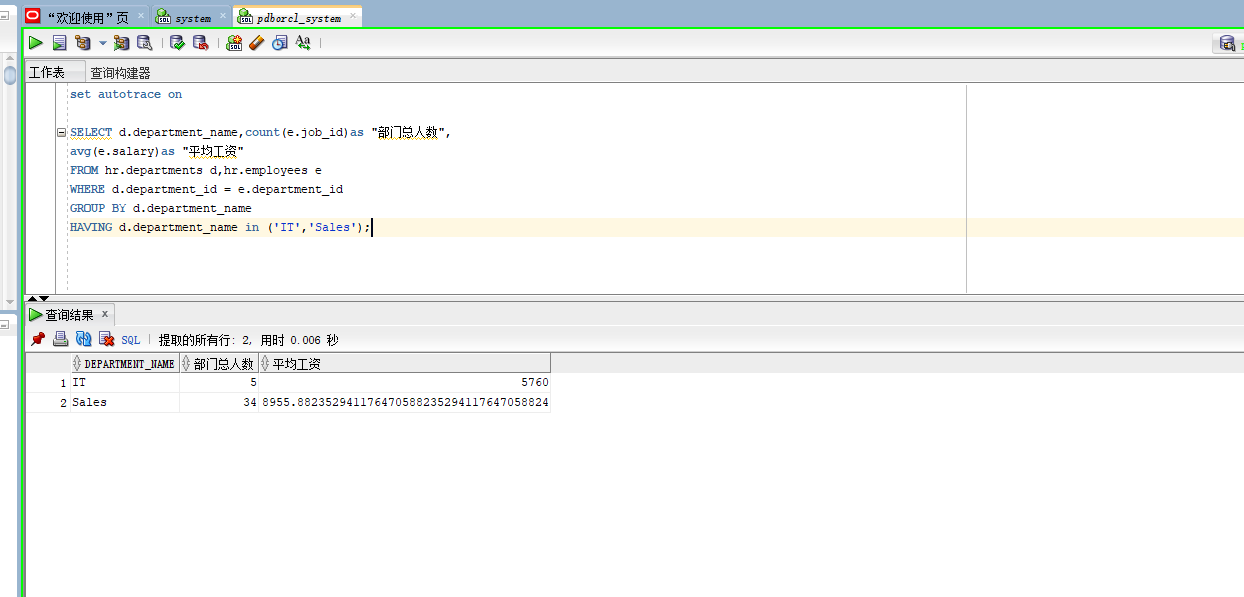 “欢迎使用”页
system
pdborcl_system
工作表 查询构建器
set autotrace on
SELECT d.department_name,count(e.job_id)as "部门总人数",
avg(e.salary)as "平均工资"
FROM hr.departments d,hr.employees e
WHERE d.department_id = e.department_id
GROUP BY d.department_name
HAVING d.department_name in ('IT','Sales');
查询结果
SQL 提取的所有行: 2, 用时 0.006 秒
DEPARTMENT_NAME 部门总人数 平均工资
1 IT 5 5760
2 Sales 34 8955.882352941176470588235294117647058824